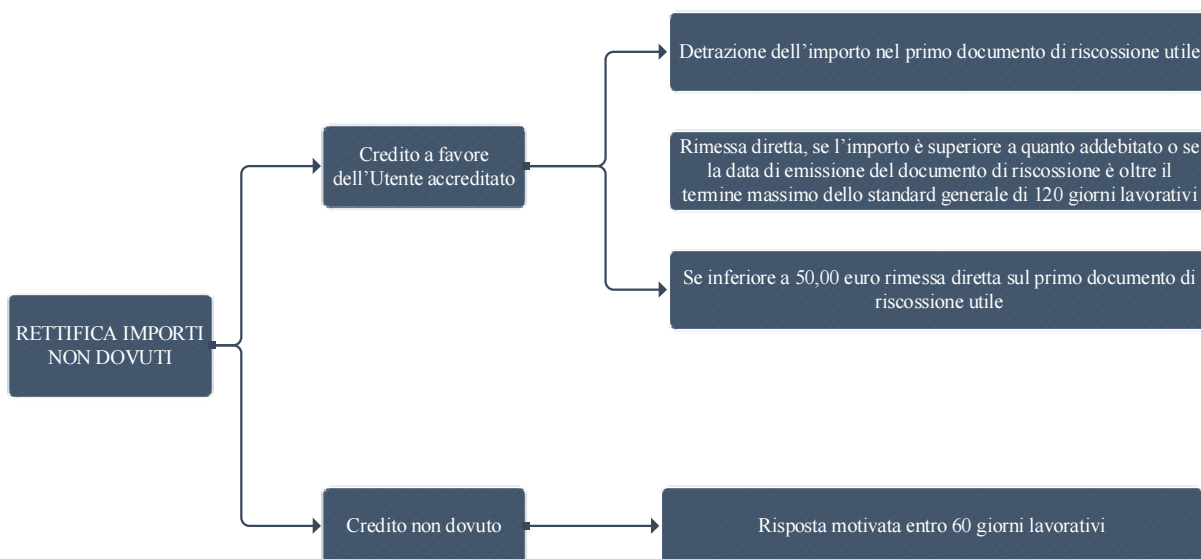 Detrazione dell’importo nel primo documento di riscossione utile
Credito a favore
dell’Utente accreditato
Rimessa diretta, se l’importo è superiore a quanto addebitato o se
la data di emissione del documento di riscossione è oltre il
termine massimo dello standard generale di 120 giorni lavorativi
Se inferiore a 50,00 euro rimessa diretta sul primo documento di
riscossione utile
RETTIFICA IMPORTI
NON DOVUTI
Credito non dovuto
Risposta motivata entro 60 giorni lavorativi